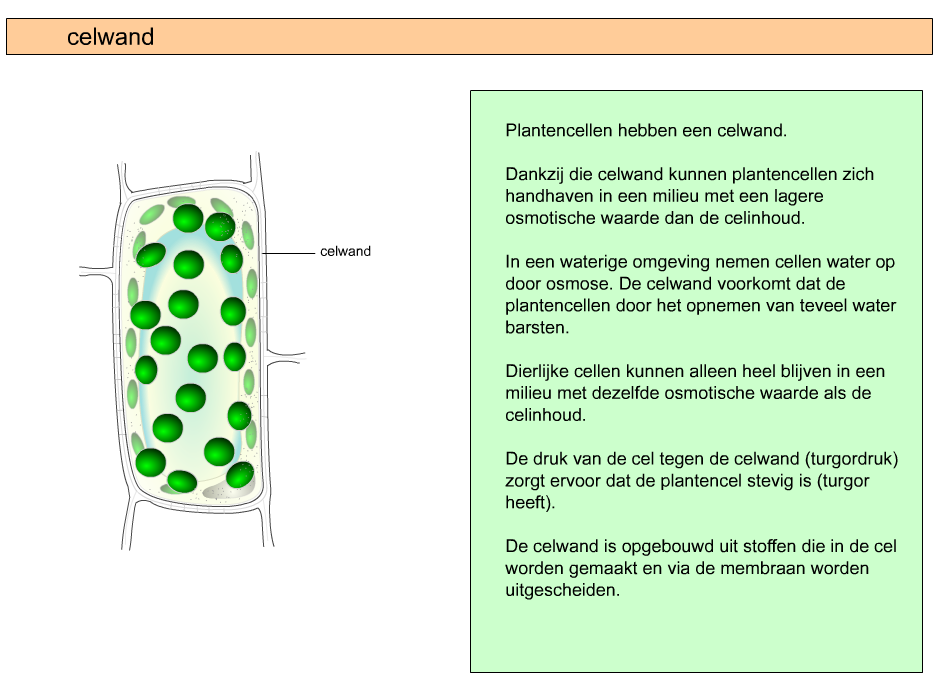 celwand
celwand
Plantencellen hebben een celwand.
Dankzij die celwand kunnen plantencellen zich
handhaven in een milieu met een lagere
osmotische waarde dan de celinhoud.
In een waterige omgeving nemen cellen water op
door osmose. De celwand voorkomt dat de
plantencellen door het opnemen van teveel water
barsten.
Dierlijke cellen kunnen alleen heel blijven in een
milieu met dezelfde osmotische waarde als de
celinhoud.
De druk van de cel tegen de celwand (turgordruk)
zorgt ervoor dat de plantencel stevig is (turgor
heeft).
De celwand is opgebouwd uit stoffen die in de cel
worden gemaakt en via de membraan worden
uitgescheiden.